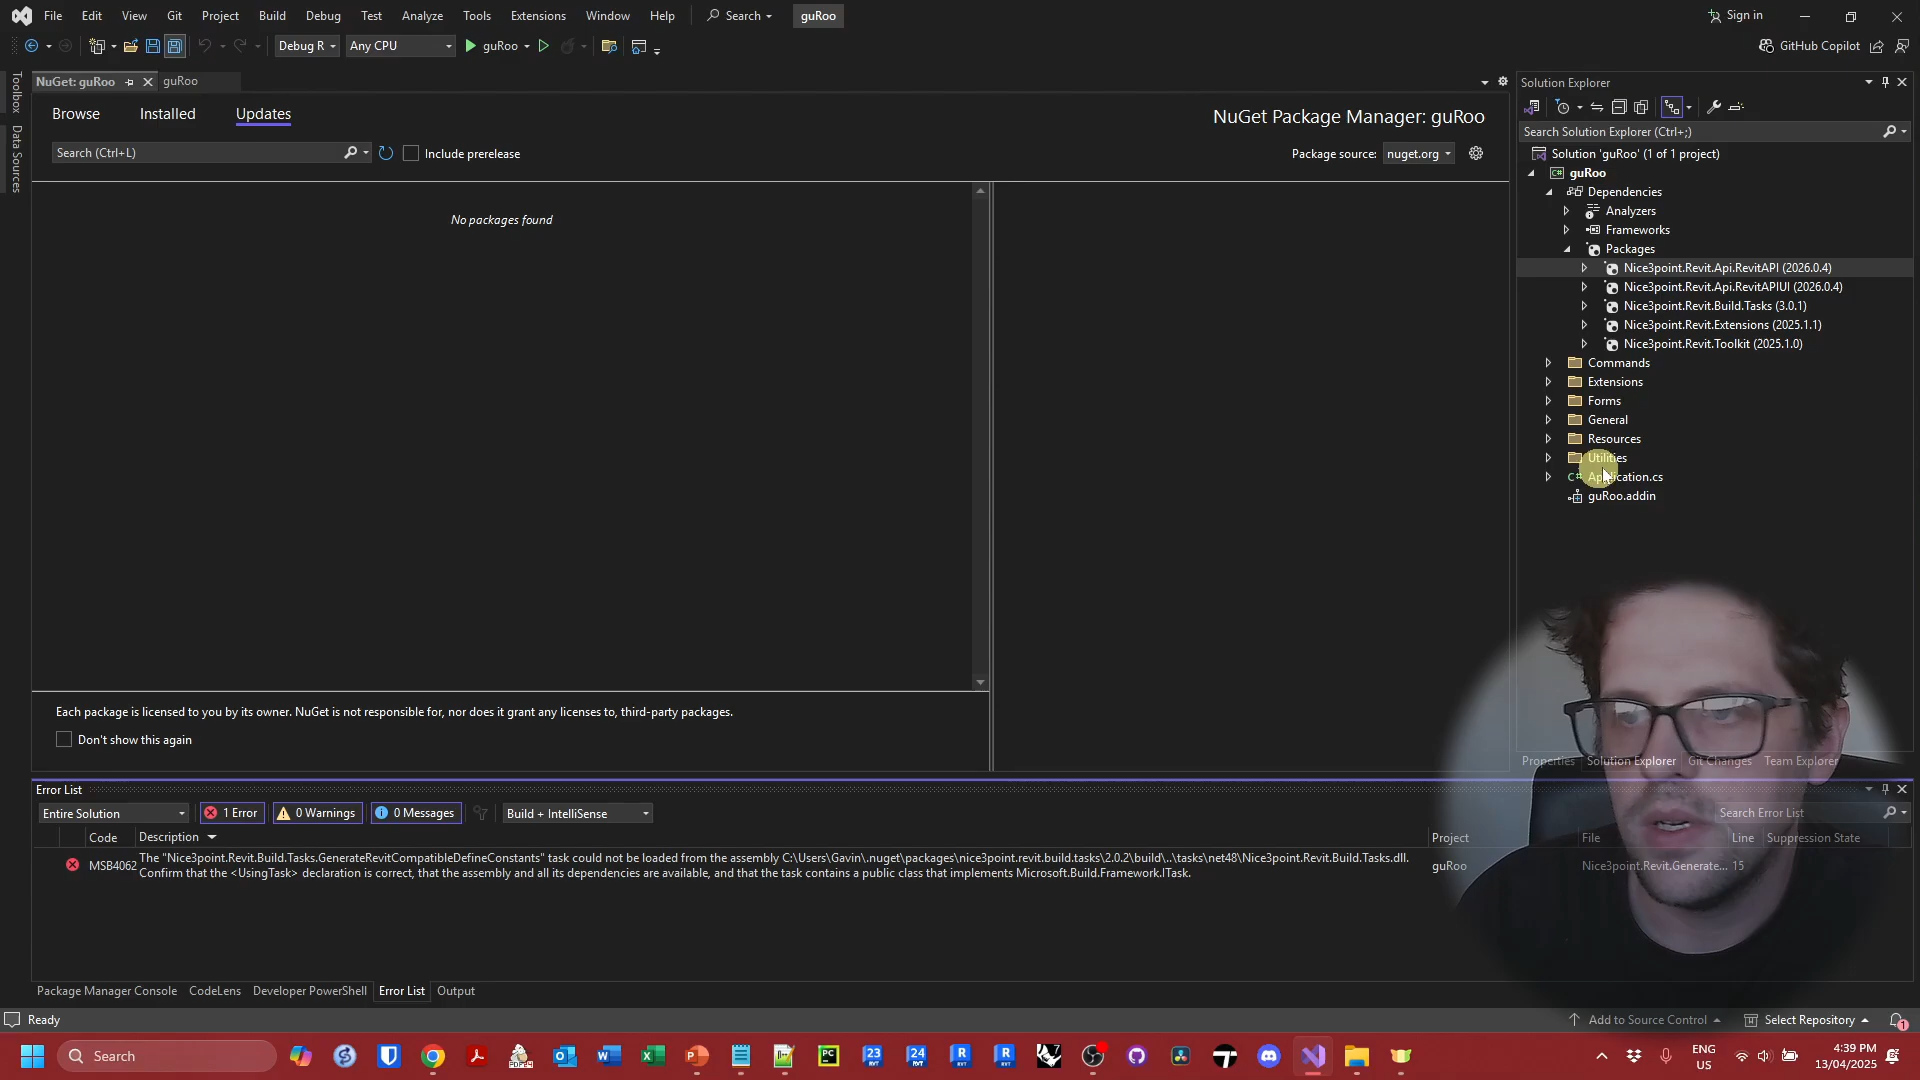 File Edit View Git Project Build Debug Test Analyze Tools Extensions Window Help Search guRoo Sign in
Debug R Any CPU guRoo GitHub Copilot
Toolbox
Data Sources
NuGet: guRoo guRoo
Browse Installed Updates
NuGet Package Manager: guRoo
Search (Ctrl+L) Include prerelease Package source: nuget.org
No packages found
Each package is licensed to you by its owner. NuGet is not responsible for, nor does it grant any licenses to, third-party packages.
Don't show this again
Solution Explorer
Search Solution Explorer (Ctrl+;)
Solution 'guRoo' (1 of 1 project)
guRoo
Dependencies
Analyzers
Frameworks
Packages
Nice3point.Revit.Api.RevitAPI (2026.0.4)
Nice3point.Revit.Api.RevitAPIUI (2026.0.4)
Nice3point.Revit.Build.Tasks (3.0.1)
Nice3point.Revit.Extensions (2025.1.1)
Nice3point.Revit.Toolkit (2025.1.0)
Commands
Extensions
Forms
General
Resources
Utilities
C# Application.cs
guRoo.addin
Properties Solution Explorer Git Changes Team Explorer
Error List
Entire Solution 1 Error 0 Warnings 0 Messages Build + IntelliSense Search Error List
Code Description Project File Line Suppression State
MSB4062 The "Nice3point.Revit.Build.Tasks.GenerateRevitCompatibleDefineConstants" task could not be loaded from the assembly C:\Users\Gavin\.nuget\packages\nice3point.revit.build.tasks\2.0.2\build\..\tasks\net48\Nice3point.Revit.Build.Tasks.dll. guRoo Nice3point.Revit.Generate... 15
Confirm that the <UsingTask> declaration is correct, that the assembly and all its dependencies are available, and that the task contains a public class that implements Microsoft.Build.Framework.ITask.
Package Manager Console CodeLens Developer PowerShell Error List Output
Ready Add to Source Control Select Repository 1
Search 23 24 R R ENG 4:39 PM
US 13/04/2025